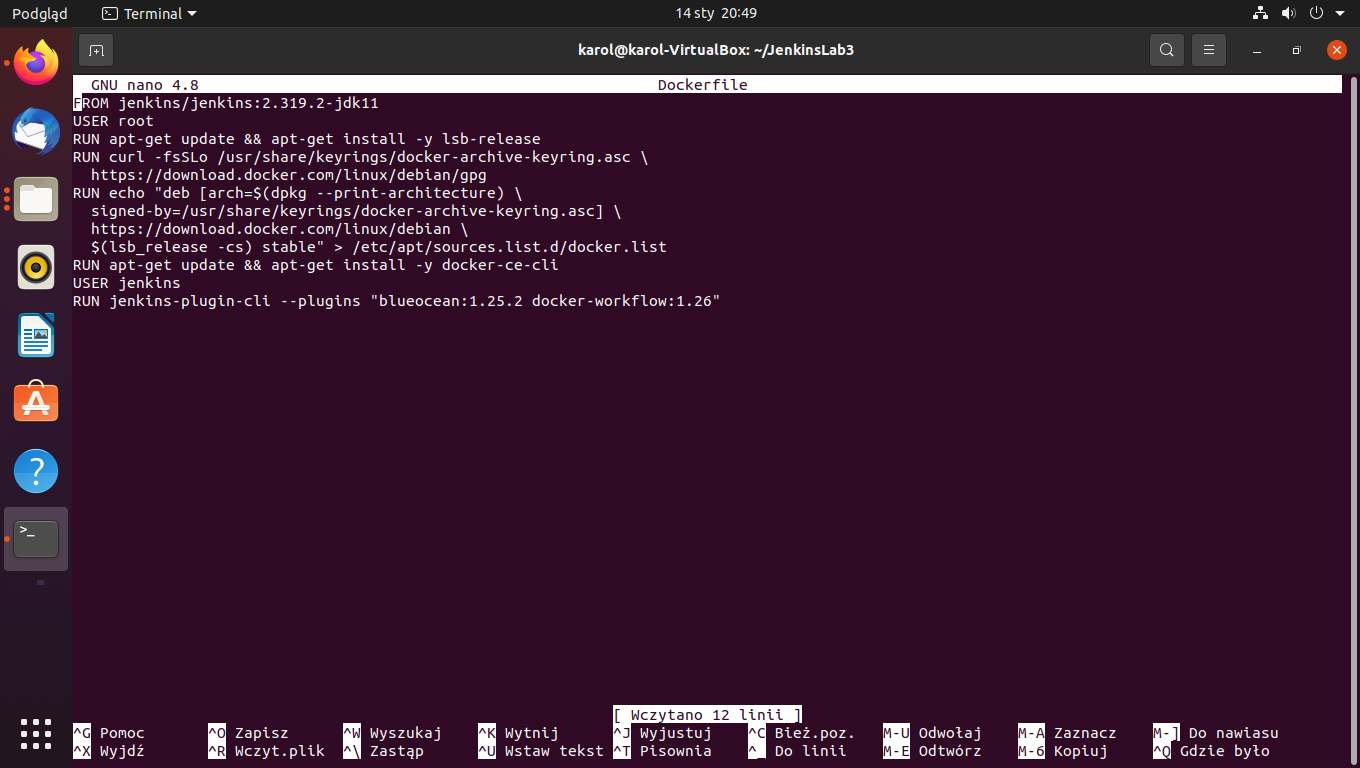 Podgląd Terminal 14 sty 20:49
karol@karol-VirtualBox: ~/JenkinsLab3
GNU nano 4.8 Dockerfile
FROM jenkins/jenkins:2.319.2-jdk11
USER root
RUN apt-get update && apt-get install -y lsb-release
RUN curl -fsSLo /usr/share/keyrings/docker-archive-keyring.asc \
  https://download.docker.com/linux/debian/gpg
RUN echo "deb [arch=$(dpkg --print-architecture) \
  signed-by=/usr/share/keyrings/docker-archive-keyring.asc] \
  https://download.docker.com/linux/debian \
  $(lsb_release -cs) stable" > /etc/apt/sources.list.d/docker.list
RUN apt-get update && apt-get install -y docker-ce-cli
USER jenkins
RUN jenkins-plugin-cli --plugins "blueocean:1.25.2 docker-workflow:1.26"
[ Wczytano 12 linii ]
^G Pomoc ^O Zapisz ^W Wyszukaj ^K Wytnij ^J Wyjustuj ^C Bież.poz. M-U Odwołaj M-A Zaznacz M-] Do nawiasu
^X Wyjdź ^R Wczyt.plik ^\ Zastąp ^U Wstaw tekst ^T Pisownia ^_ Do linii M-E Odtwórz M-6 Kopiuj ^Q Gdzie było